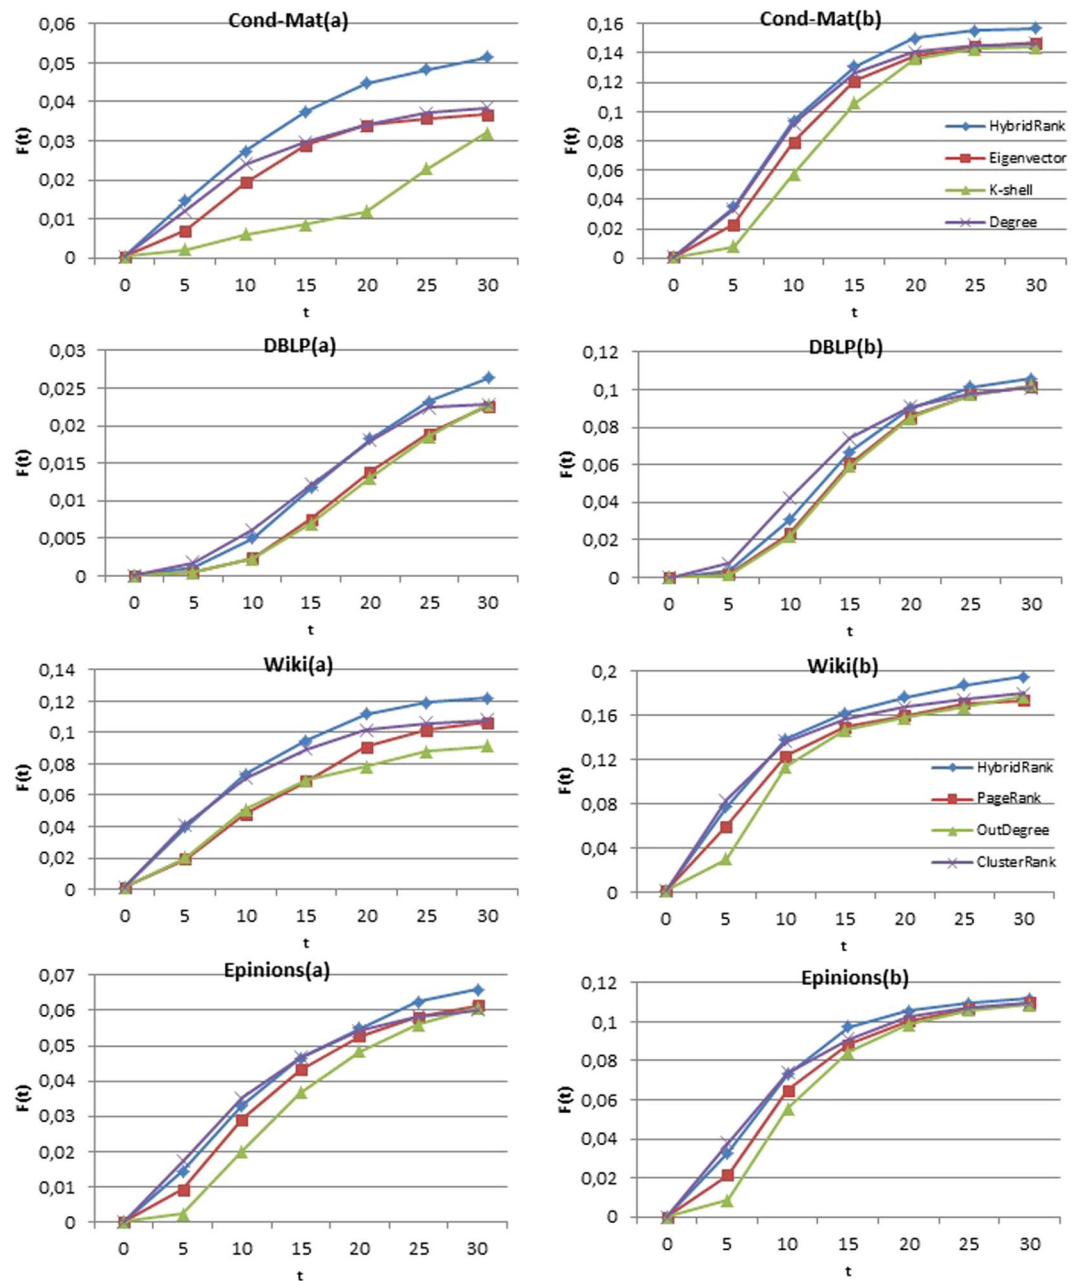 Cond-Mat(a)
0,06
0,05
0,04
0,03
0,02
0,01
0
F(t)
0 5 10 15 20 25 30
t
Cond-Mat(b)
0,16
0,14
0,12
0,1
0,08
0,06
0,04
0,02
0
F(t)
HybridRank
Eigenvector
K-shell
Degree
0 5 10 15 20 25 30
t
DBLP(a)
0,03
0,025
0,02
0,015
0,01
0,005
0
F(t)
0 5 10 15 20 25 30
t
DBLP(b)
0,12
0,1
0,08
0,06
0,04
0,02
0
F(t)
0 5 10 15 20 25 30
t
Wiki(a)
0,14
0,12
0,1
0,08
0,06
0,04
0,02
0
F(t)
0 5 10 15 20 25 30
t
Wiki(b)
0,2
0,16
0,12
0,08
0,04
0
F(t)
HybridRank
PageRank
OutDegree
ClusterRank
0 5 10 15 20 25 30
t
Epinions(a)
0,07
0,06
0,05
0,04
0,03
0,02
0,01
0
F(t)
0 5 10 15 20 25 30
t
Epinions(b)
0,12
0,1
0,08
0,06
0,04
0,02
0
F(t)
0 5 10 15 20 25 30
t